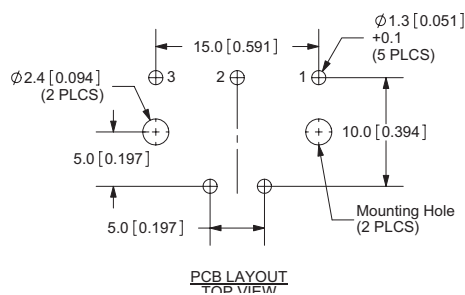 Ø1.3 [0.051]
+0.1
(5 PLCS)
15.0 [0.591]
Ø2.4 [0.094]
(2 PLCS)
3
2
1
10.0 [0.394]
5.0 [0.197]
Mounting Hole
(2 PLCS)
5.0 [0.197]
PCB LAYOUT
TOP VIEW